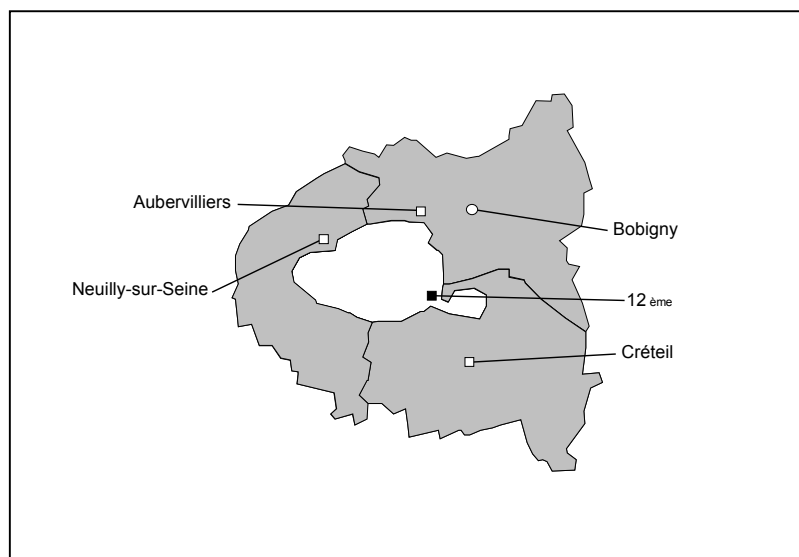 Aubervilliers
Bobigny
Neuilly-sur-Seine
12 ème
Créteil